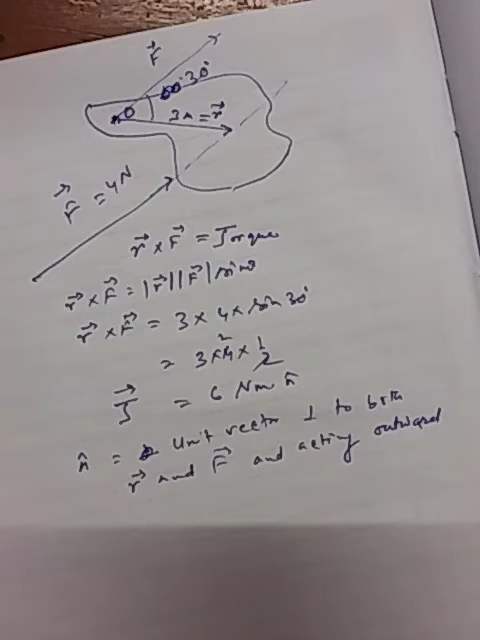 F⃗
30°
O
3m = r⃗
F⃗ = 4N
r⃗ × F⃗ = Torque
r⃗ × F⃗ = |r⃗||F⃗| sin
r⃗ × F⃗ = 3 × 4 × sin 30°
= 3 × 4 × 1/2
= 6 Nm n̂
n̂ = Unit vector ⊥ to both
r⃗ and F⃗ and acting outward